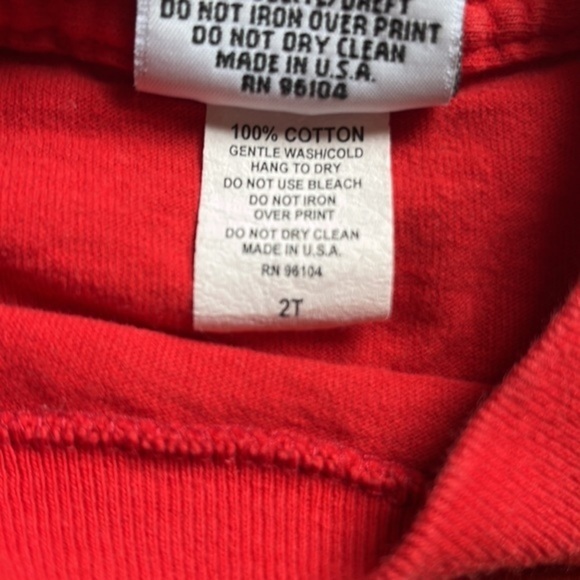 DREFT
DO NOT IRON OVER PRINT
DO NOT DRY CLEAN
MADE IN U.S.A.
RN 96104
100% COTTON
GENTLE WASH/COLD
HANG TO DRY
DO NOT USE BLEACH
DO NOT IRON
OVER PRINT
DO NOT DRY CLEAN
MADE IN U.S.A.
RN 96104
2T